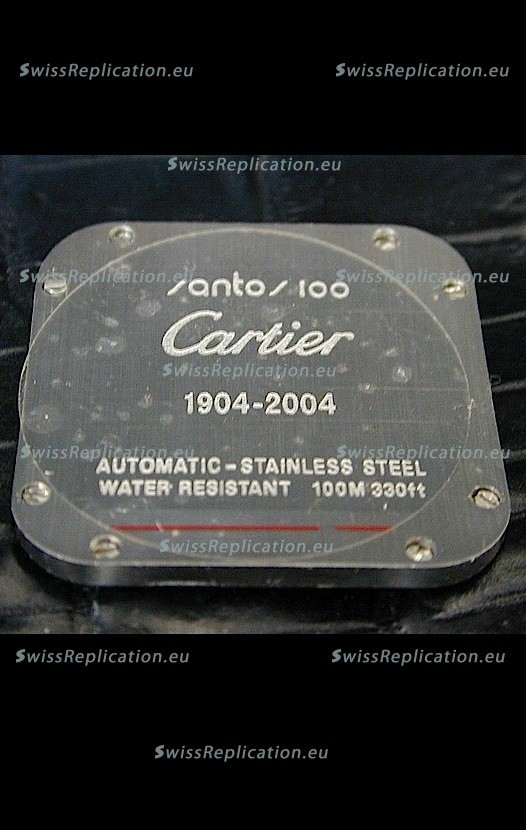 SwissReplication.eu SwissReplication.eu
SwissReplication.eu
SwissReplication.eu SwissReplication.eu
santos 100
Cartier
SwissReplication.eu
1904-2004
SwissReplication.eu SwissReplication.eu
AUTOMATIC-STAINLESS STEEL
WATER RESISTANT 100M 330ft
SwissReplication.eu
SwissReplication.eu SwissReplication.eu
SwissReplication.eu